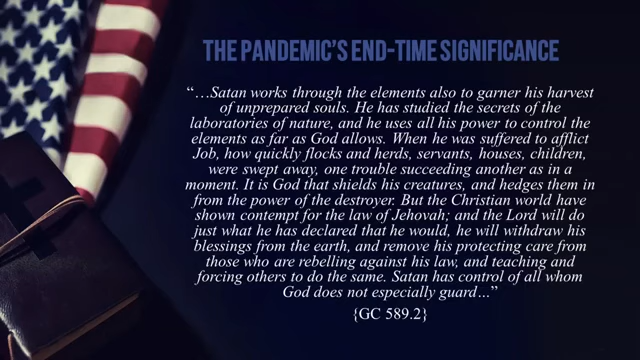 THE PANDEMIC'S END-TIME SIGNIFICANCE
“…Satan works through the elements also to garner his harvest
of unprepared souls. He has studied the secrets of the
laboratories of nature, and he uses all his power to control the
elements as far as God allows. When he was suffered to afflict
Job, how quickly flocks and herds, servants, houses, children,
were swept away, one trouble succeeding another as in a
moment. It is God that shields his creatures, and hedges them in
from the power of the destroyer. But the Christian world have
shown contempt for the law of Jehovah; and the Lord will do
just what he has declared that he would, he will withdraw his
blessings from the earth, and remove his protecting care from
those who are rebelling against his law, and teaching and
forcing others to do the same. Satan has control of all whom
God does not especially guard…”
{GC 589.2}